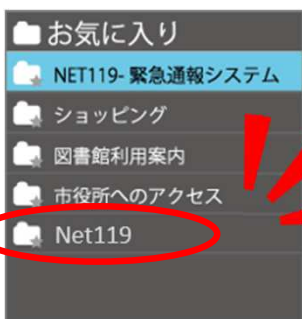 お気に入り
NET119- 緊急通報システム
ショッピング
図書館利用案内
市役所へのアクセス
Net119